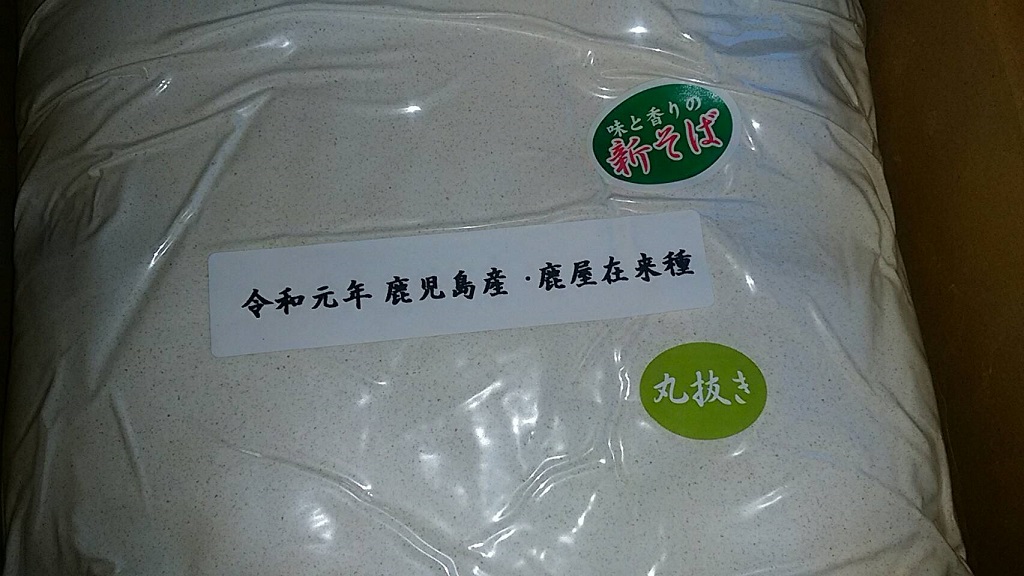 味と香りの
新そば
令和元年 鹿児島産・鹿屋在来種
丸抜き